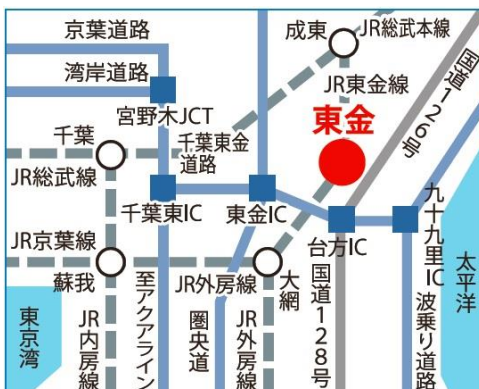 京葉道路
湾岸道路
成東
JR総武本線
国道126号
JR東金線
宮野木JCT
東金
千葉
千葉東金
道路
JR総武線
千葉東IC
東金IC
台方IC
九十九里IC
太平洋
JR京葉線
蘇我
JR外房線
大網
東京湾
JR内房線
至アクアライン
圏央道
JR外房線
国道128号
波乗り道路